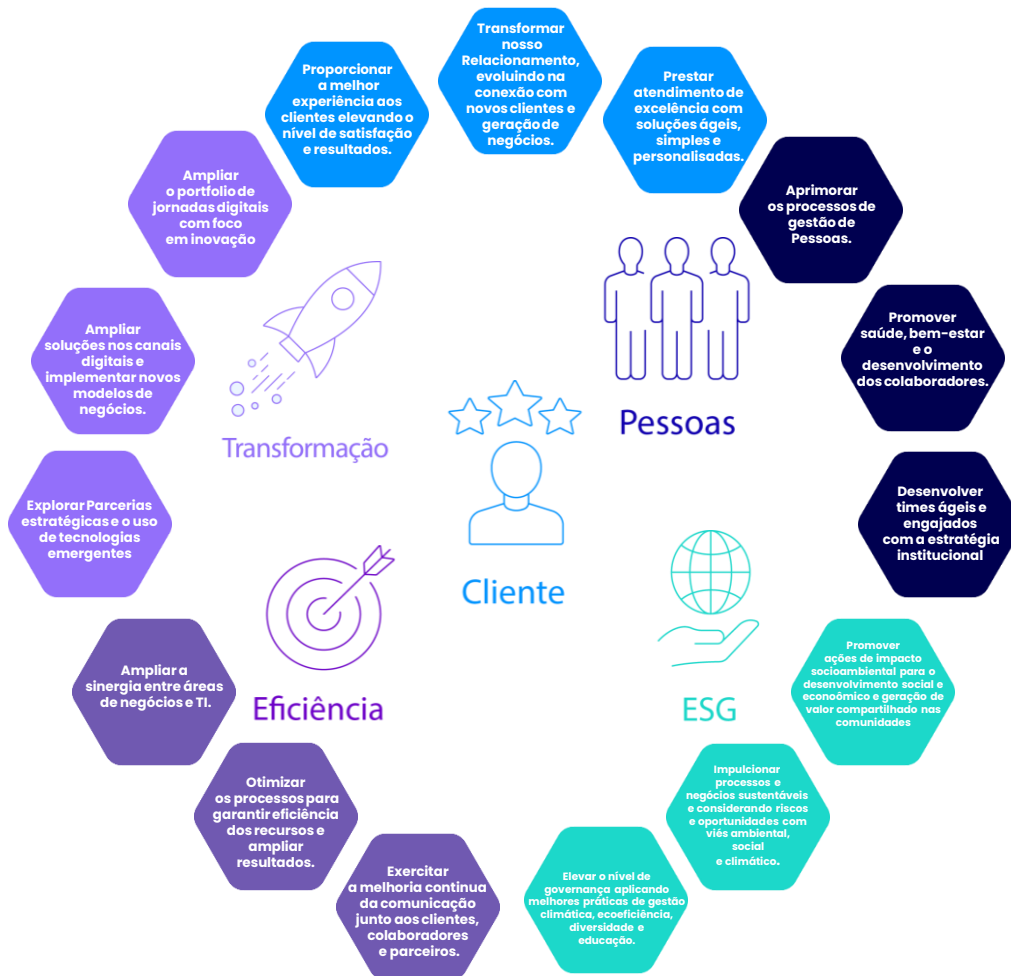 Transformar
nosso
Relacionamento,
evoluindo na
conexão com
novos clientes e
geração de
negócios.
Proporcionar
a melhor
experiência aos
clientes elevando o
nível de satisfação
e resultados.
Prestar
atendimento de
excelência com
soluções ágeis,
simples e
personalisadas.
Ampliar
o portfolio de
jornadas digitais
com foco
em inovação
Aprimorar
os processos de
gestão de
Pessoas.
Ampliar
soluções nos canais
digitais e
implementar novos
modelos de
negócios.
Promover
saúde, bem-estar
e o
desenvolvimento
dos colaboradores.
Transformação
Pessoas
Explorar Parcerias
estratégicas e o uso
de tecnologias
emergentes
Desenvolver
times ágeis e
engajados
com a estratégia
institucional
Cliente
Ampliar a
sinergia entre áreas
de negócios e TI.
Eficiência
ESG
Promover
ações de impacto
socioambiental para o
desenvolvimento social e
econoômico e geração de
valor compartilhado nas
comunidades
Otimizar
os processos para
garantir eficiência
dos recursos e
ampliar
resultados.
Impulcionar
processos e
negócios sustentáveis
e considerando riscos
e oportunidades com
viés ambiental,
social
e climático.
Exercitar
a melhoria continua
da comunicação
junto aos clientes,
colaboradores
e parceiros.
Elevar o nível de
governança aplicando
melhores práticas de gestão
climática, ecoeficiência,
diversidade e
educação.